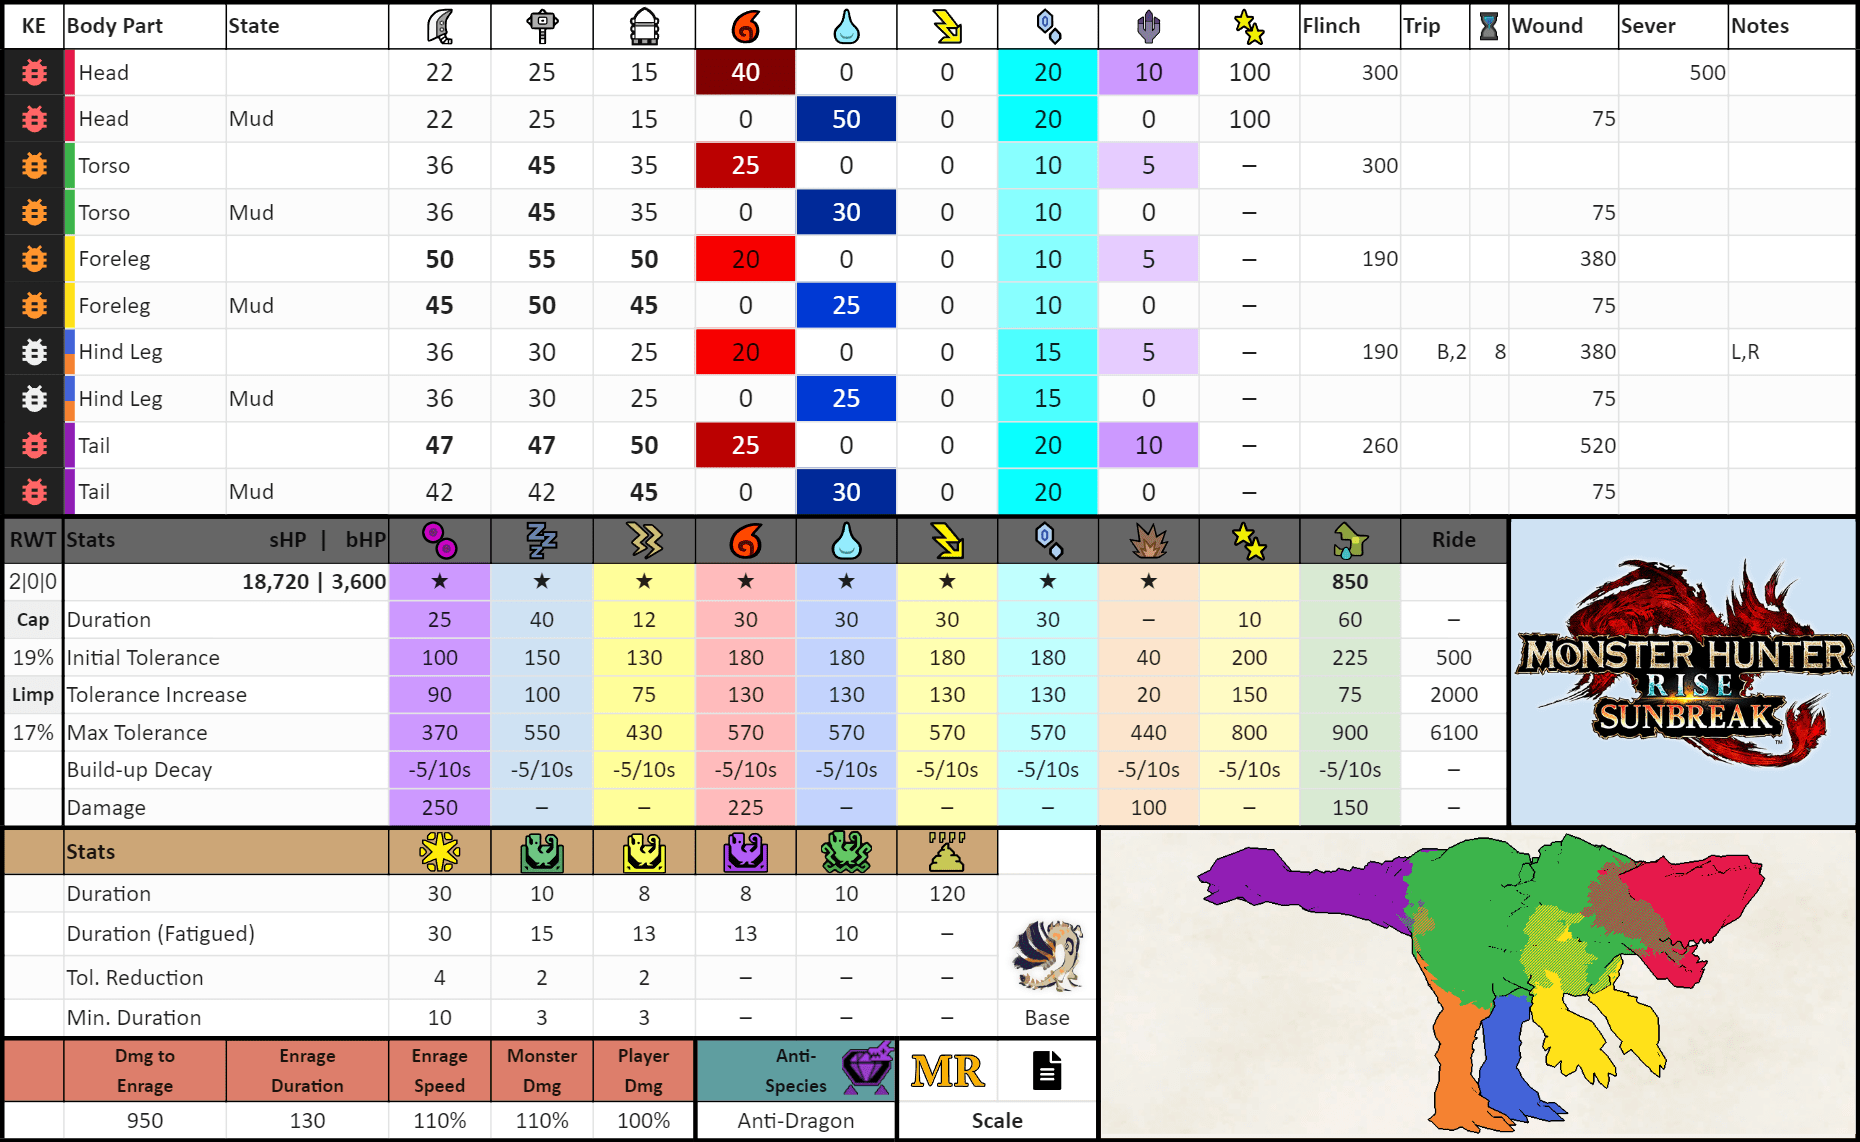 KE Body Part State Flinch Trip Wound Sever Notes
Head 22 25 15 40 0 0 20 10 100 300 500
Head Mud 22 25 15 0 50 0 20 0 100 75
Torso 36 45 35 25 0 0 10 5 – 300
Torso Mud 36 45 35 0 30 0 10 0 – 75
Foreleg 50 55 50 20 0 0 10 5 – 190 380
Foreleg Mud 45 50 45 0 25 0 10 0 – 75
Hind Leg 36 30 25 20 0 0 15 5 – 190 B,2 8 380 L,R
Hind Leg Mud 36 30 25 0 25 0 15 0 – 75
Tail 47 47 50 25 0 0 20 10 – 260 520
Tail Mud 42 42 45 0 30 0 20 0 – 75
RWT Stats sHP | bHP Ride
2|0|0 18,720 | 3,600 ★ ★ ★ ★ ★ ★ ★ ★ 850
Cap Duration 25 40 12 30 30 30 30 – 10 60 –
19% Initial Tolerance 100 150 130 180 180 180 180 40 200 225 500
Limp Tolerance Increase 90 100 75 130 130 130 130 20 150 75 2000
17% Max Tolerance 370 550 430 570 570 570 570 440 800 900 6100
Build-up Decay -5/10s -5/10s -5/10s -5/10s -5/10s -5/10s -5/10s -5/10s -5/10s -5/10s –
Damage 250 – – 225 – – – 100 – 150 –
MONSTER HUNTER
RISE
SUNBREAK
™
Stats
Duration 30 10 8 8 10 120
Duration (Fatigued) 30 15 13 13 10 –
Tol. Reduction 4 2 2 – – –
Min. Duration 10 3 3 – – – Base
Dmg to Enrage Enrage Monster Player Anti-
Enrage Duration Speed Dmg Dmg Species
MR
950 130 110% 110% 100% Anti-Dragon Scale